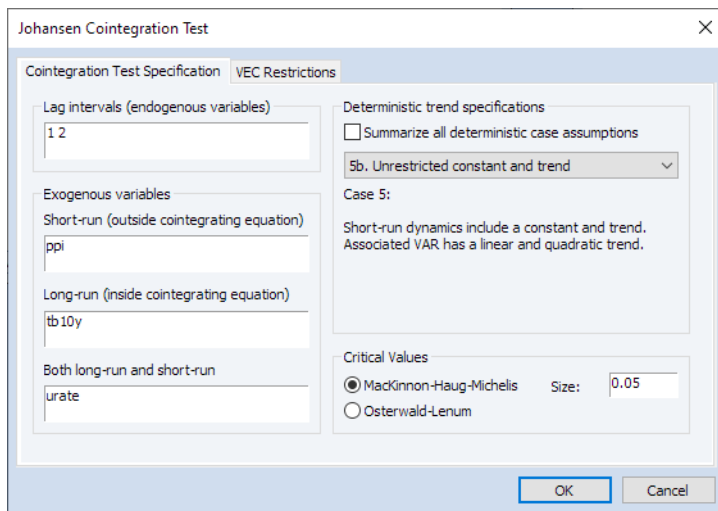 Johansen Cointegration Test
Cointegration Test Specification
VEC Restrictions
Lag intervals (endogenous variables)
1 2
Exogenous variables
Short-run (outside cointegrating equation)
ppi
Long-run (inside cointegrating equation)
tb10y
Both long-run and short-run
urate
Deterministic trend specifications
Summarize all deterministic case assumptions
5b. Unrestricted constant and trend
Case 5:
Short-run dynamics include a constant and trend.
Associated VAR has a linear and quadratic trend.
Critical Values
MacKinnon-Haug-Michelis
Size:
0.05
Osterwald-Lenum
OK
Cancel